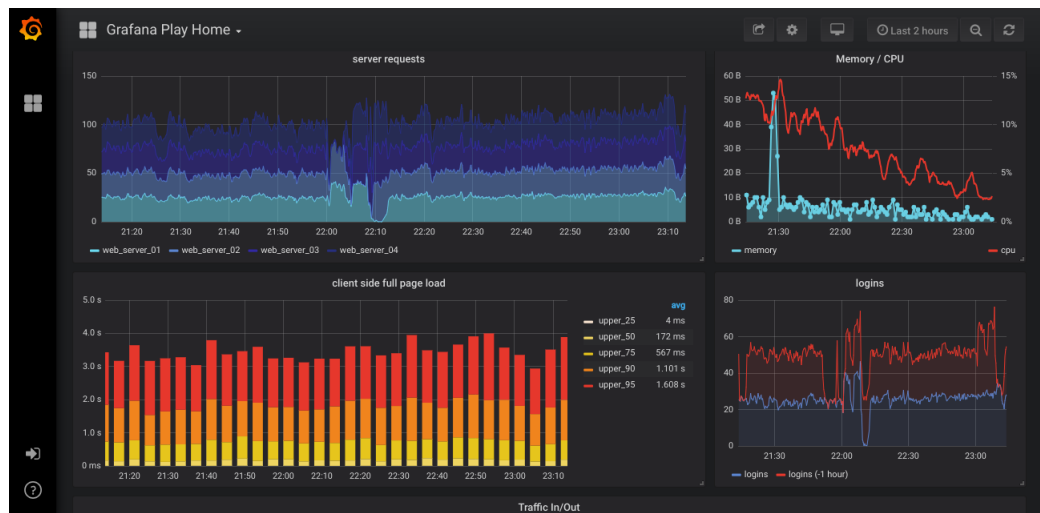 Grafana Play Home
Last 2 hours
server requests
150
100
50
0
21:20 21:30 21:40 21:50 22:00 22:10 22:20 22:30 22:40 22:50 23:00 23:10
web_server_01 web_server_02 web_server_03 web_server_04
Memory / CPU
60 B 15%
50 B
40 B 10%
30 B
20 B 5%
10 B
0 B 0%
21:30 22:00 22:30 23:00
memory cpu
client side full page load
5.0 s
4.0 s
3.0 s
2.0 s
1.0 s
0 ms
21:20 21:30 21:40 21:50 22:00 22:10 22:20 22:30 22:40 22:50 23:00 23:10
avg
upper_25 4 ms
upper_50 172 ms
upper_75 567 ms
upper_90 1.101 s
upper_95 1.608 s
logins
80
60
40
20
0
21:30 22:00 22:30 23:00
logins logins (-1 hour)
Traffic In/Out